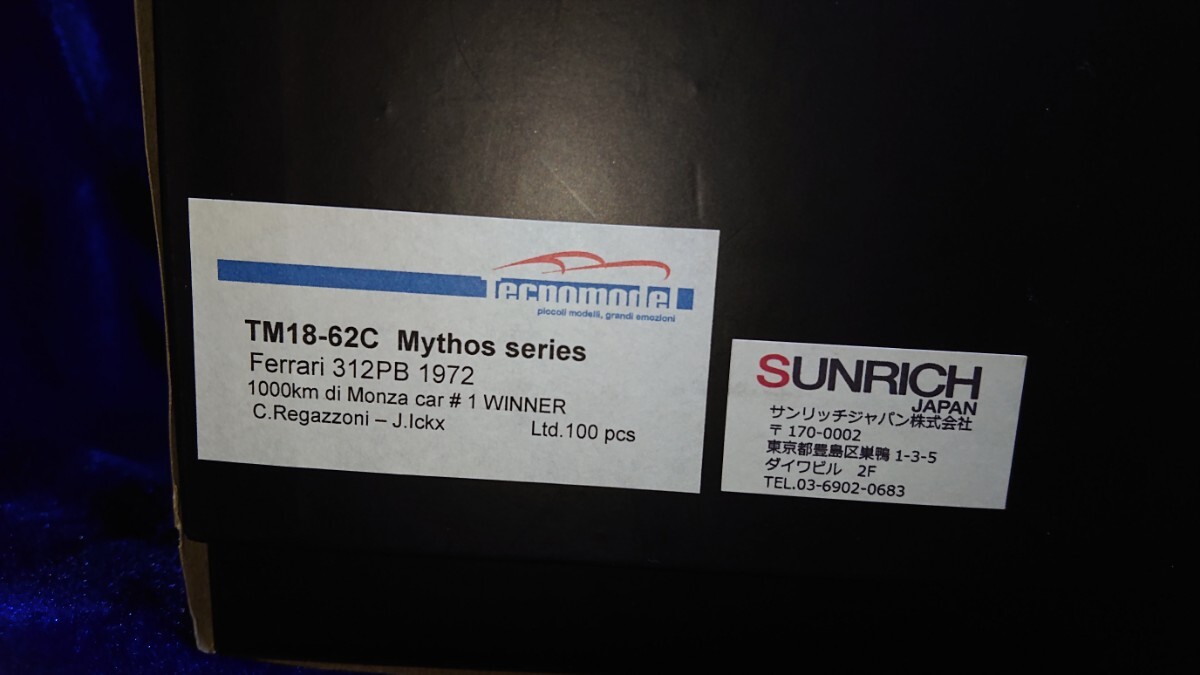 Tecnomodel
piccoli modelli, grandi emozioni
TM18-62C Mythos series
Ferrari 312PB 1972
1000km di Monza car # 1 WINNER
C.Regazzoni – J.Ickx Ltd.100 pcs
SUNRICH
JAPAN
サンリッチジャパン株式会社
〒 170-0002
東京都豊島区巣鴨 1-3-5
ダイワビル 2F
TEL.03-6902-0683